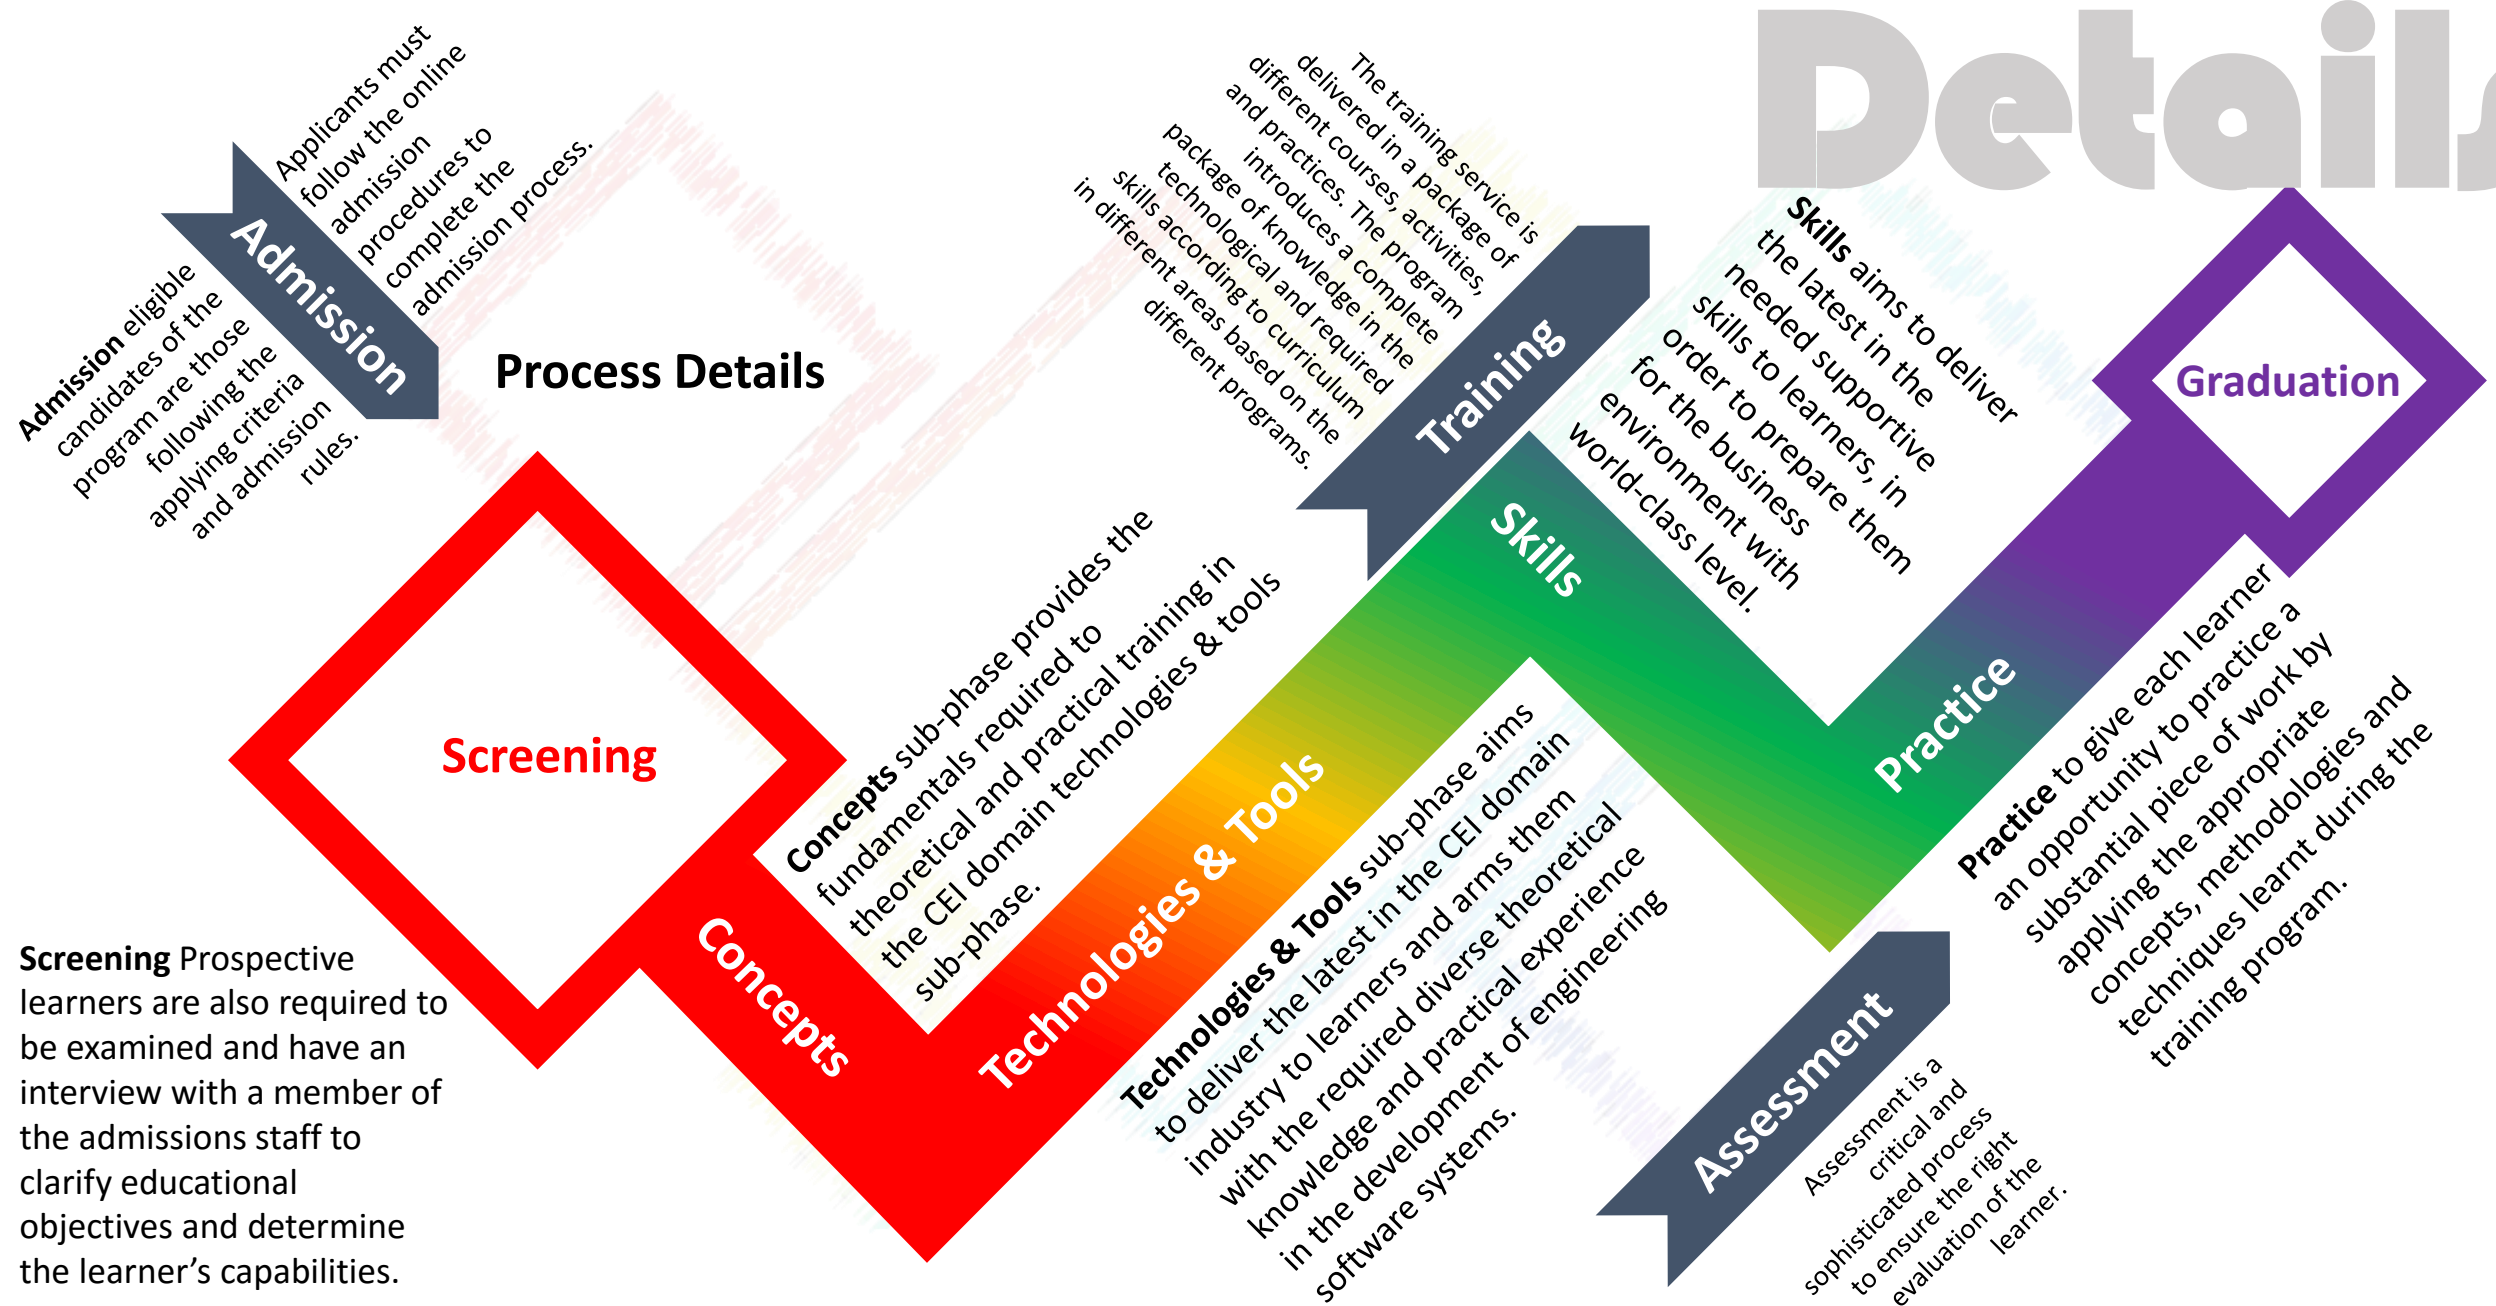 Details
Applicants must
follow the online
admission
procedures to
complete the
admission process.
Admission
Admission eligible
candidates of the
program are those
following the
applying criteria
and admission
rules.
Process Details
The training service is
delivered in a package of
different courses, activities,
and practices. The program
introduces a complete
package of knowledge in the
technological and required
skills according to curriculum
in different areas based on the
different programs.
Training
Skills aims to deliver
the latest in the
needed supportive
skills to learners, in
order to prepare them
for the business
environment with
world-class level.
Graduation
Screening
Screening Prospective
learners are also required to
be examined and have an
interview with a member of
the admissions staff to
clarify educational
objectives and determine
the learner’s capabilities.
Concepts
Concepts sub-phase provides the
fundamentals required to
theoretical and practical training in
the CEI domain technologies & tools
sub-phase.
Technologies & Tools
Technologies & Tools sub-phase aims
to deliver the latest in the CEI domain
industry to learners and arms them
with the required diverse theoretical
knowledge and practical experience
in the development of engineering
software systems.
Skills
Practice
Practice to give each learner
an opportunity to practice a
substantial piece of work by
applying the appropriate
concepts, methodologies and
techniques learnt during the
training program.
Assessment
Assessment is a
critical and
sophisticated process
to ensure the right
evaluation of the
learner.